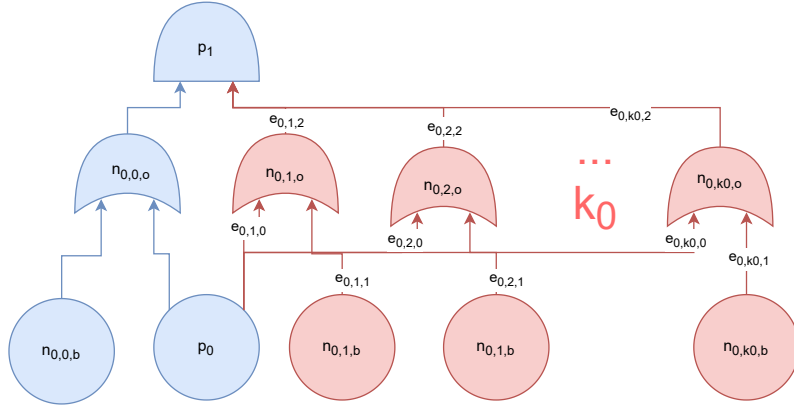 p1
e0,1,2
e0,2,2
e0,k0,2
n0,0,o
n0,1,o
n0,2,o
...
k0
n0,k0,o
e0,1,0
e0,2,0
e0,k0,0
e0,k0,1
e0,1,1
e0,2,1
n0,0,b
p0
n0,1,b
n0,1,b
n0,k0,b